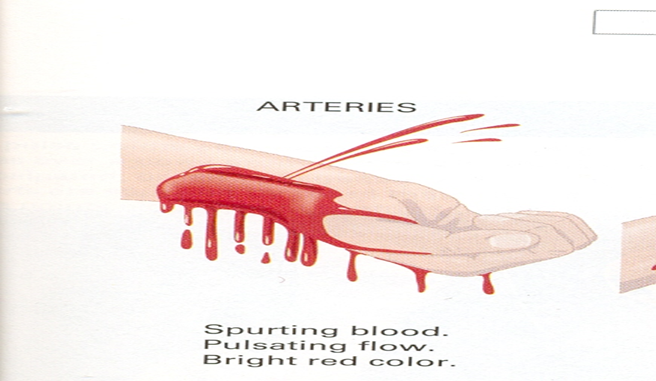 ARTERIES
Spurting blood.
Pulsating flow.
Bright red color.